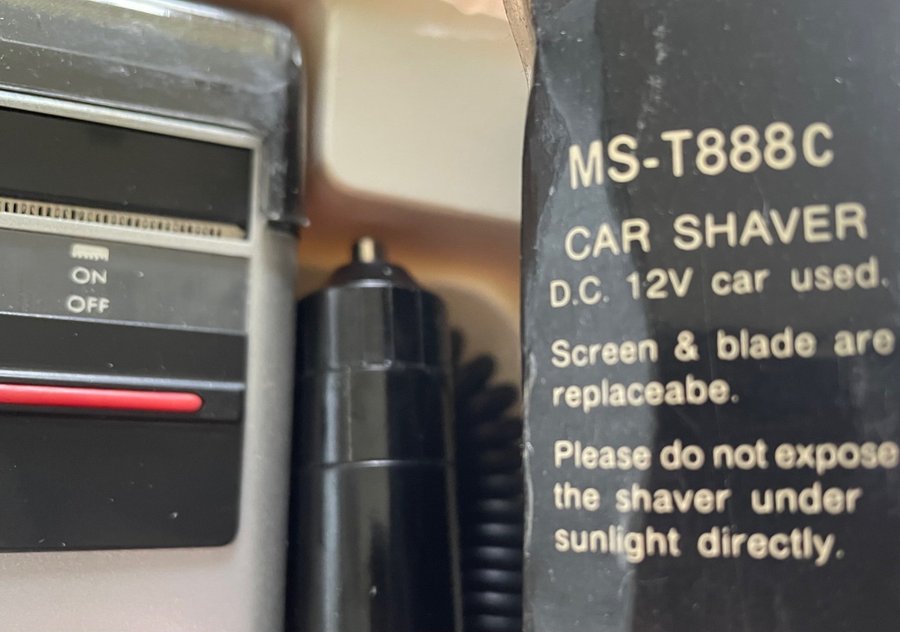 ON
OFF
MS-T888C
CAR SHAVER
D.C. 12V car used.
Screen & blade are
replaceabe.
Please do not expose
the shaver under
sunlight directly.